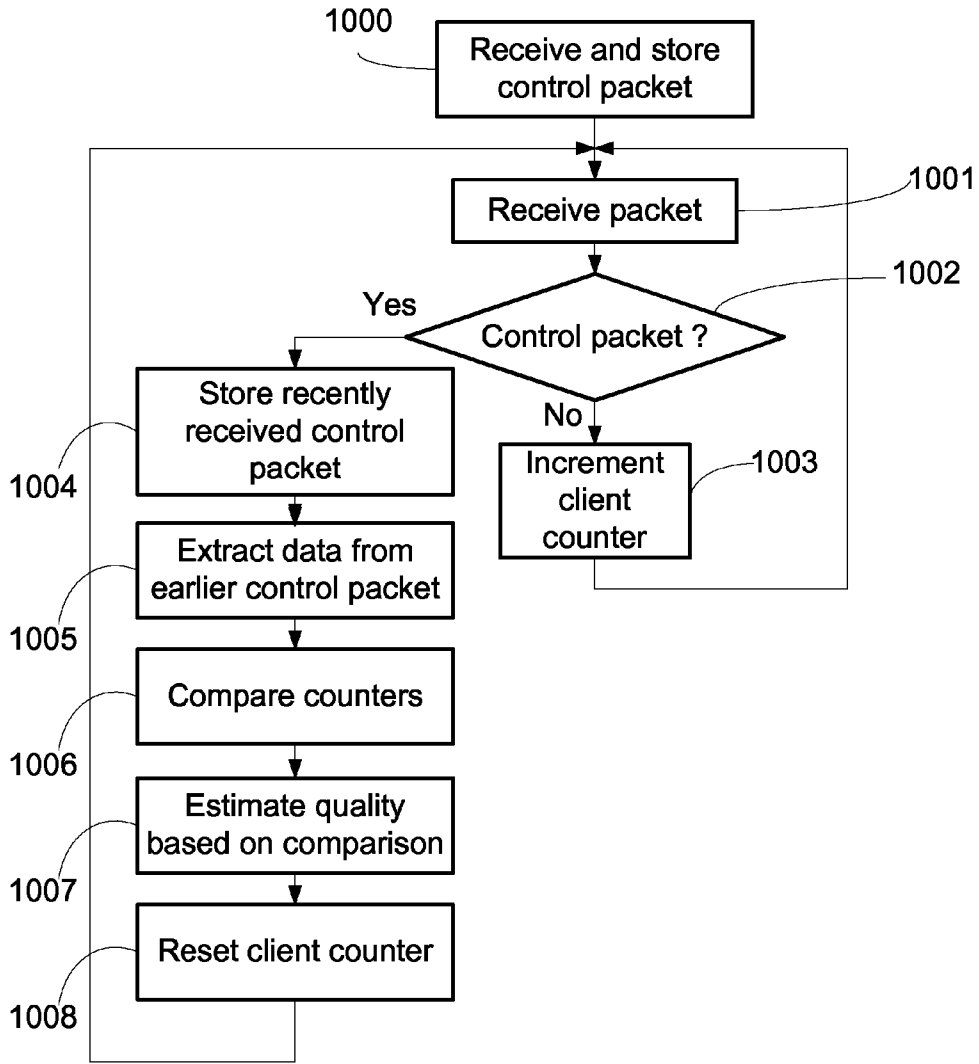 1000
Receive and store
control packet
Receive packet
1001
1002
Yes
Control packet ?
No
Store recently
received control
packet
1004
Increment
client
counter
1003
Extract data from
earlier control packet
1005
Compare counters
1006
Estimate quality
based on comparison
1007
Reset client counter
1008